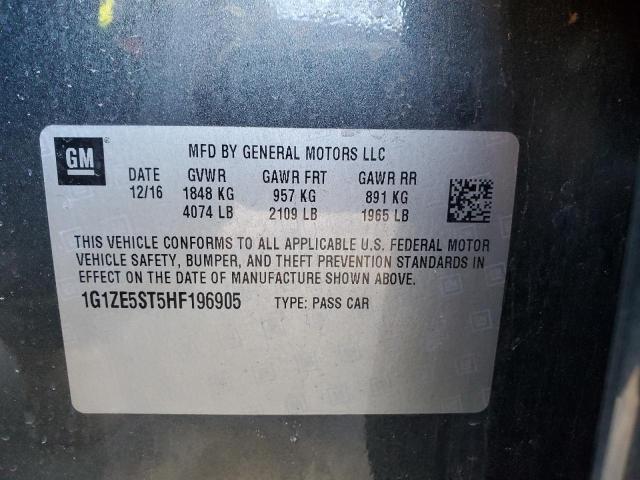 GM ® MFD BY GENERAL MOTORS LLC
DATE GVWR GAWR FRT GAWR RR
12/16 1848 KG 957 KG 891 KG
4074 LB 2109 LB 1965 LB
THIS VEHICLE CONFORMS TO ALL APPLICABLE U.S. FEDERAL MOTOR
VEHICLE SAFETY, BUMPER, AND THEFT PREVENTION STANDARDS IN
EFFECT ON THE DATE OF MANUFACTURE SHOWN ABOVE.
1G1ZE5ST5HF196905 TYPE: PASS CAR